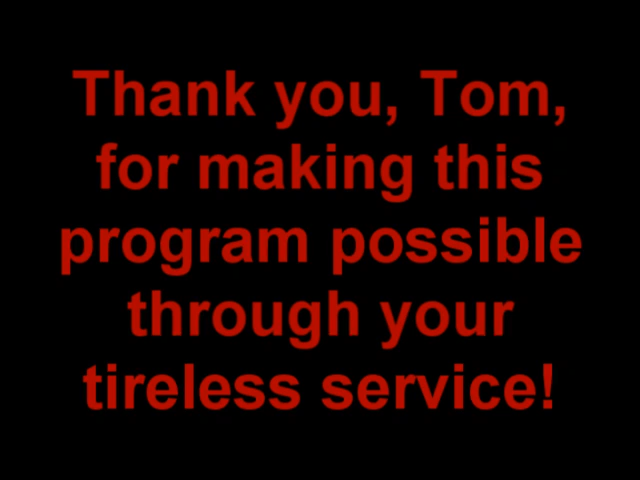 Thank you, Tom,
for making this
program possible
through your
tireless service!